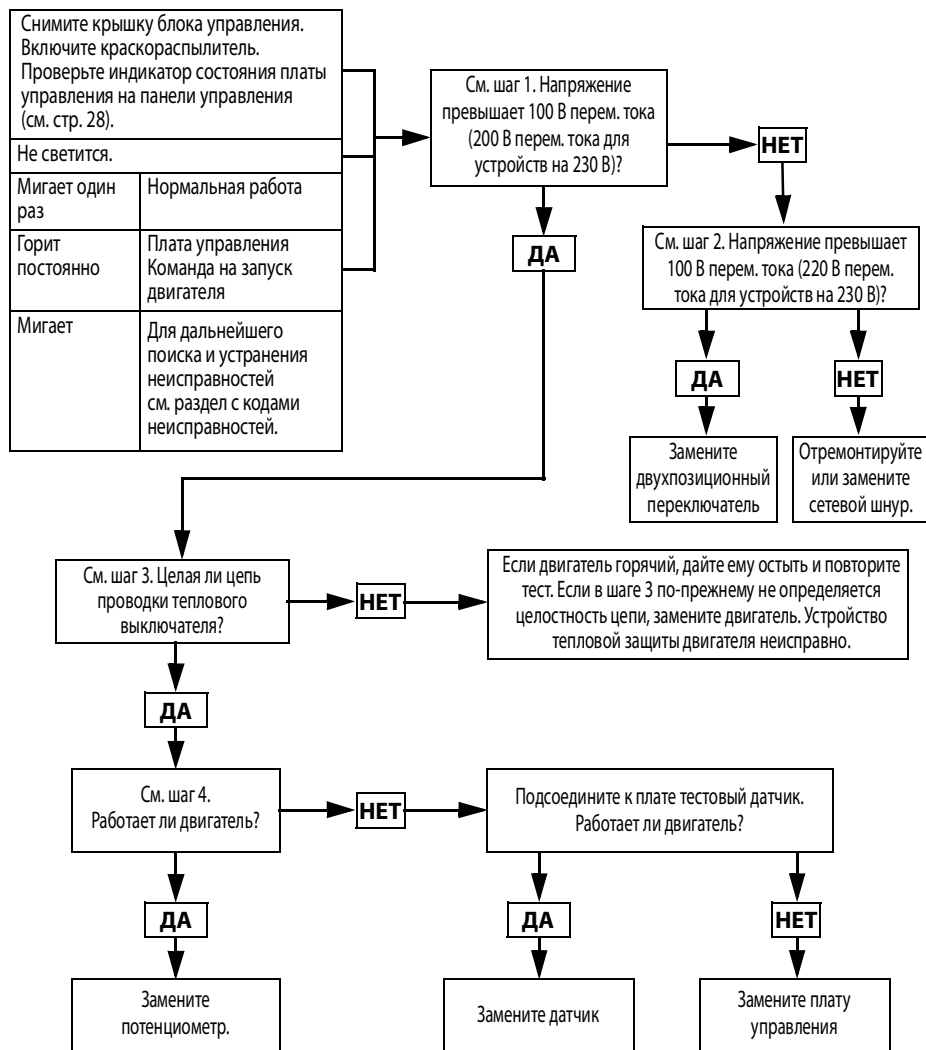 Снимите крышку блока управления.
Включите краскораспылитель.
Проверьте индикатор состояния платы
управления на панели управления
(см. стр. 28).
Не светится.
Мигает один
раз
Нормальная работа
Горит
постоянно
Плата управления
Команда на запуск
двигателя
Мигает
Для дальнейшего
поиска и устранения
неисправностей
см. раздел с кодами
неисправностей.
См. шаг 1. Напряжение
превышает 100 В перем. тока
(200 В перем. тока для
устройств на 230 В)?
НЕТ
ДА
См. шаг 2. Напряжение превышает
100 В перем. тока (220 В перем.
тока для устройств на 230 В)?
ДА
НЕТ
Замените
двухпозиционный
переключатель
Отремонтируйте
или замените
сетевой шнур.
См. шаг 3. Целая ли цепь
проводки теплового
выключателя?
НЕТ
Если двигатель горячий, дайте ему остыть и повторите
тест. Если в шаге 3 по-прежнему не определяется
целостность цепи, замените двигатель. Устройство
тепловой защиты двигателя неисправно.
ДА
См. шаг 4.
Работает ли двигатель?
НЕТ
Подсоедините к плате тестовый датчик.
Работает ли двигатель?
ДА
ДА
НЕТ
Замените
потенциометр.
Замените датчик
Замените плату
управления